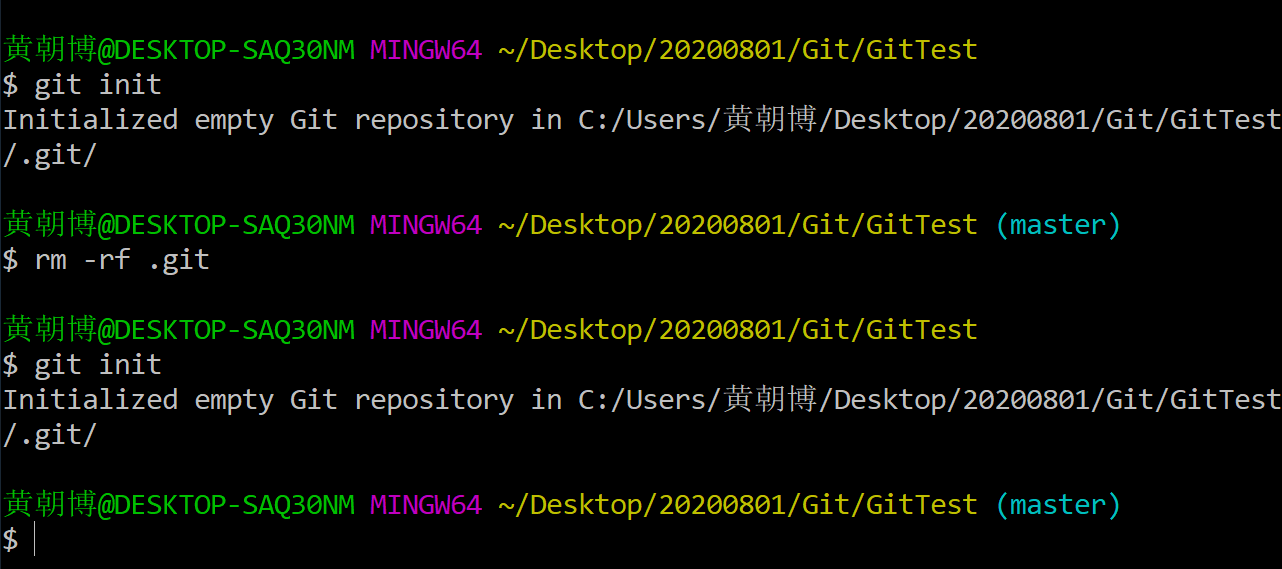 黄朝博@DESKTOP-SAQ30NM MINGW64 ~/Desktop/20200801/Git/GitTest
$ git init
Initialized empty Git repository in C:/Users/黄朝博/Desktop/20200801/Git/GitTest
/.git/
黄朝博@DESKTOP-SAQ30NM MINGW64 ~/Desktop/20200801/Git/GitTest (master)
$ rm -rf .git
黄朝博@DESKTOP-SAQ30NM MINGW64 ~/Desktop/20200801/Git/GitTest
$ git init
Initialized empty Git repository in C:/Users/黄朝博/Desktop/20200801/Git/GitTest
/.git/
黄朝博@DESKTOP-SAQ30NM MINGW64 ~/Desktop/20200801/Git/GitTest (master)
$